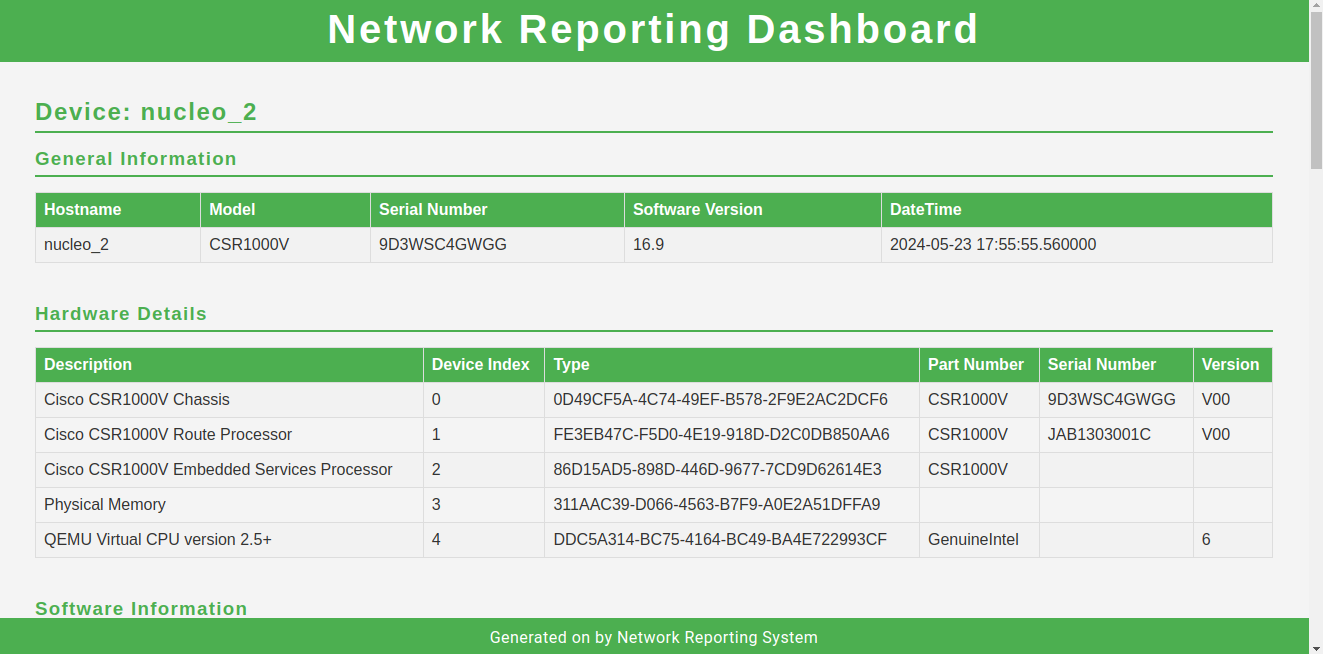 Network Reporting Dashboard
Device: nucleo_2
General Information
Hostname Model Serial Number Software Version DateTime
nucleo_2 CSR1000V 9D3WSC4GWGG 16.9 2024-05-23 17:55:55.560000
Hardware Details
Description Device Index Type Part Number Serial Number Version
Cisco CSR1000V Chassis 0 0D49CF5A-4C74-49EF-B578-2F9E2AC2DCF6 CSR1000V 9D3WSC4GWGG V00
Cisco CSR1000V Route Processor 1 FE3EB47C-F5D0-4E19-918D-D2C0DB850AA6 CSR1000V JAB1303001C V00
Cisco CSR1000V Embedded Services Processor 2 86D15AD5-898D-446D-9677-7CD9D62614E3 CSR1000V
Physical Memory 3 311AAC39-D066-4563-B7F9-A0E2A51DFFA9
QEMU Virtual CPU version 2.5+ 4 DDC5A314-BC75-4164-BC49-BA4E722993CF GenuineIntel 6
Software Information
Generated on by Network Reporting System